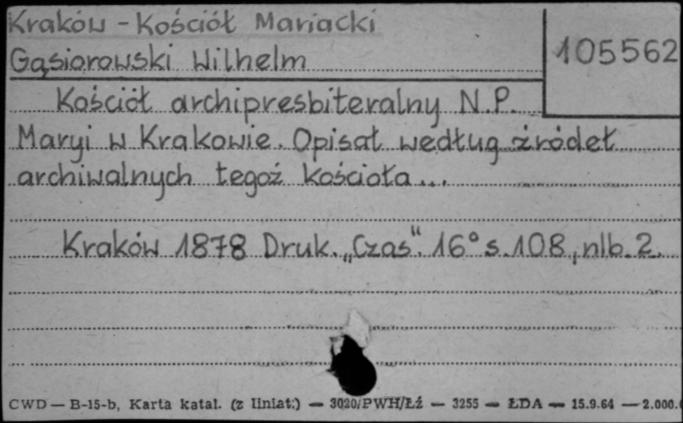 Kraków - Kościół Mariacki
105562
Gąsiorowski Wilhelm
Kościół archipresbiteralny N.P.
Maryi w Krakowie. Opisał według źródeł
archiwalnych tegoż kościoła...
Kraków 1878 Druk. „Czas". 16° s. 108, nlb. 2.
CWD — B-15-b, Karta katal. (z liniat.) — 3020/PWH/Łź — 3255 — ŁDA — 15.9.64 — 2.000.